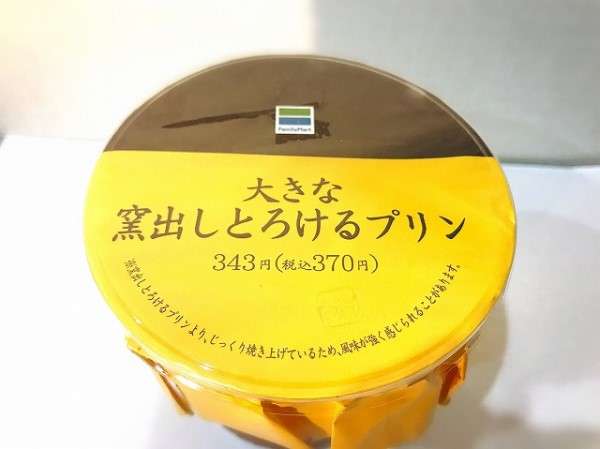 FamilyMart
大きな
窯出しとろけるプリン
343円(税込370円)
※窯出しとろけるプリンより、じっくり焼き上げているため、風味が強く感じられることがあります。